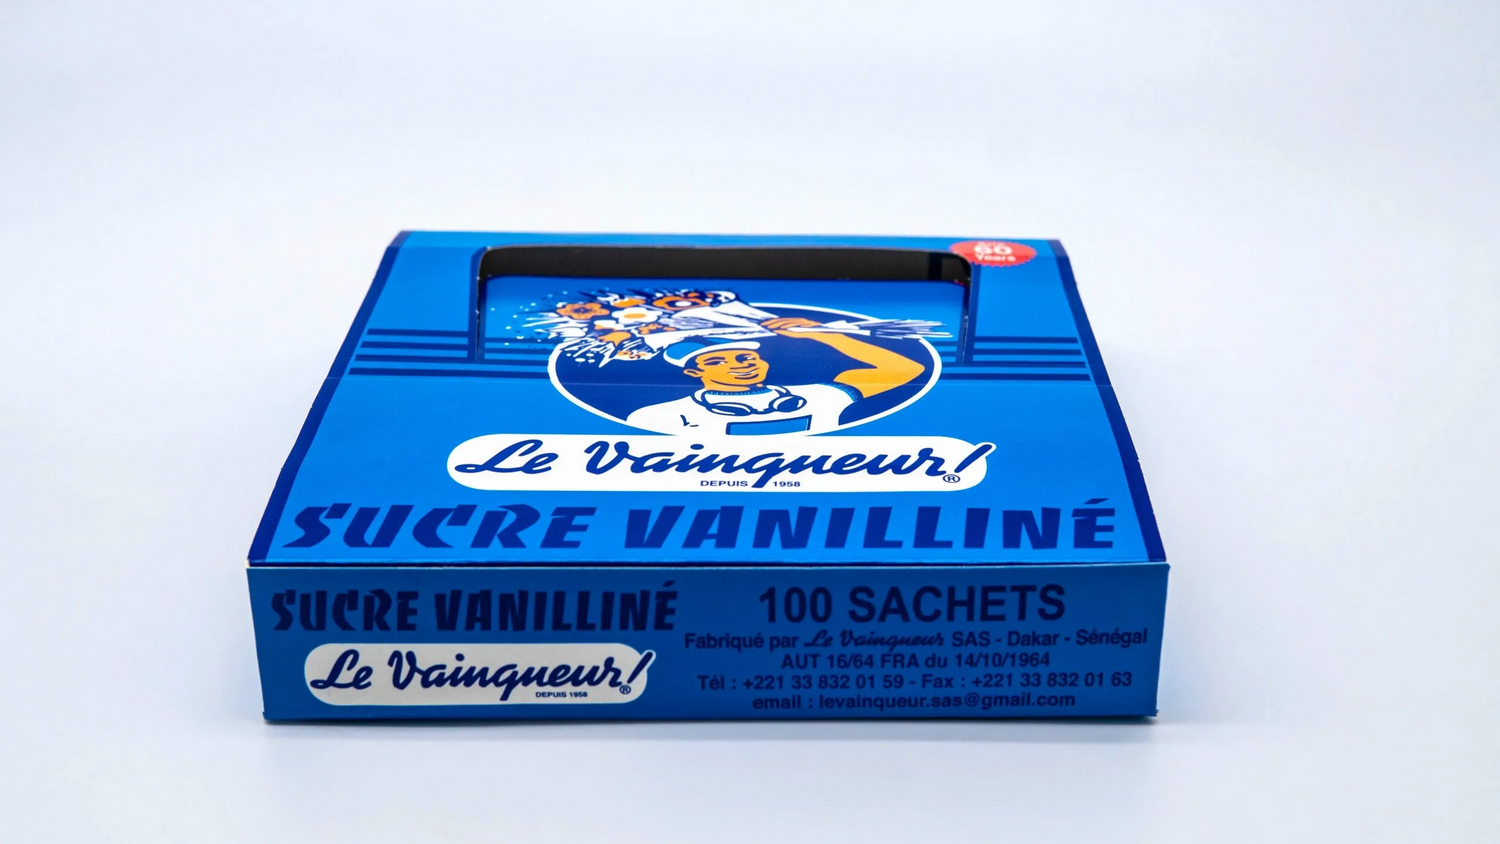 60
Years
Le Vainqueur!
®
DEPUIS 1958
SUCRE VANILLINÉ
SUCRE VANILLINÉ
Le Vainqueur!
DEPUIS 1958
®
100 SACHETS
Fabriqué par Le Vainqueur SAS - Dakar - Sénégal
AUT 16/64 FRA du 14/10/1964
Tél : +221 33 832 01 59 - Fax : +221 33 832 01 63
email : levainqueur.sas@gmail.com